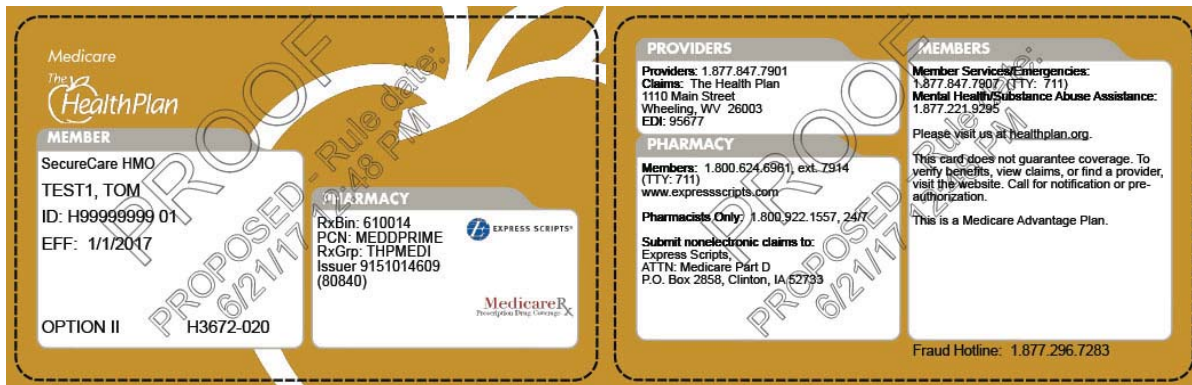 Medicare
The
HealthPlan
MEMBER
SecureCare HMO
TEST1, TOM
ID: H99999999 01
EFF: 1/1/2017
OPTION II H3672-020
PHARMACY
RxBin: 610014
PCN: MEDDPRIME
RxGrp: THPMEDI
Issuer 9151014609
(80840)
EXPRESS SCRIPTS®
MedicareRx
Prescription Drug Coverage
PROOF
PROPOSED - Rule date:
6/21/17 12:48 PM
PROVIDERS
Providers: 1.877.847.7901
Claims: The Health Plan
1110 Main Street
Wheeling, WV 26003
EDI: 95677
PHARMACY
Members: 1.800.624.6961, ext. 7914
(TTY: 711)
www.expressscripts.com
Pharmacists Only: 1.800.922.1557, 24/7
Submit nonelectronic claims to:
Express Scripts,
ATTN: Medicare Part D
P.O. Box 2858, Clinton, IA 52733
MEMBERS
Member Services/Emergencies:
1.877.847.7907 (TTY: 711)
Mental Health/Substance Abuse Assistance:
1.877.221.9295
Please visit us at healthplan.org.
This card does not guarantee coverage. To
verify benefits, view claims, or find a provider,
visit the website. Call for notification or pre-
authorization.
This is a Medicare Advantage Plan.
Fraud Hotline: 1.877.296.7283
PROOF
PROPOSED - Rule date:
6/21/17 12:48 PM